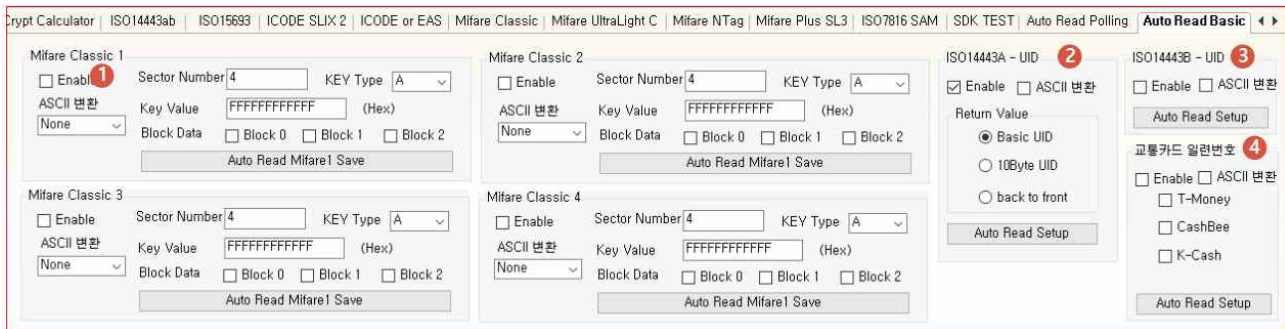 Crypt Calculator ISO14443ab ISO15693 ICODE SLIX 2 ICODE or EAS Mifare Classic Mifare UltraLight C Mifare NTag Mifare Plus SL3 ISO7816 SAM SDK TEST Auto Read Polling Auto Read Basic
Mifare Classic 1
1
Enable
Sector Number 4 KEY Type A
ASCII 변환
None
Key Value FFFFFFFFFFFF (Hex)
Block Data Block 0 Block 1 Block 2
Auto Read Mifare1 Save
Mifare Classic 2
Enable
Sector Number 4 KEY Type A
ASCII 변환
None
Key Value FFFFFFFFFFFF (Hex)
Block Data Block 0 Block 1 Block 2
Auto Read Mifare1 Save
Mifare Classic 3
Enable
Sector Number 4 KEY Type A
ASCII 변환
None
Key Value FFFFFFFFFFFF (Hex)
Block Data Block 0 Block 1 Block 2
Auto Read Mifare1 Save
Mifare Classic 4
Enable
Sector Number 4 KEY Type A
ASCII 변환
None
Key Value FFFFFFFFFFFF (Hex)
Block Data Block 0 Block 1 Block 2
Auto Read Mifare1 Save
ISO14443A - UID 2
Enable ASCII 변환
Return Value
Basic UID
10Byte UID
back to front
Auto Read Setup
ISO14443B - UID 3
Enable ASCII 변환
Auto Read Setup
교통카드 일련번호 4
Enable ASCII 변환
T-Money
CashBee
K-Cash
Auto Read Setup